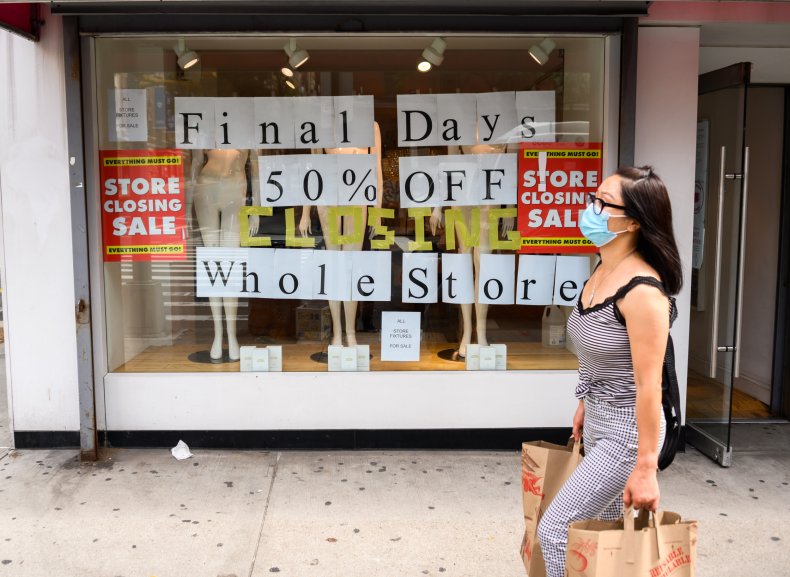 ALL
STORE
FIXTURES
FOR SALE
Final Days
50% OFF
CLOSING
Whole Store
EVERYTHING MUST GO!
STORE
CLOSING
SALE
EVERYTHING MUST GO!
EVERYTHING MUST GO!
STORE
CLOSING
SALE
EVERYTHING MUST GO!
ALL
STORE
FIXTURES
FOR SALE